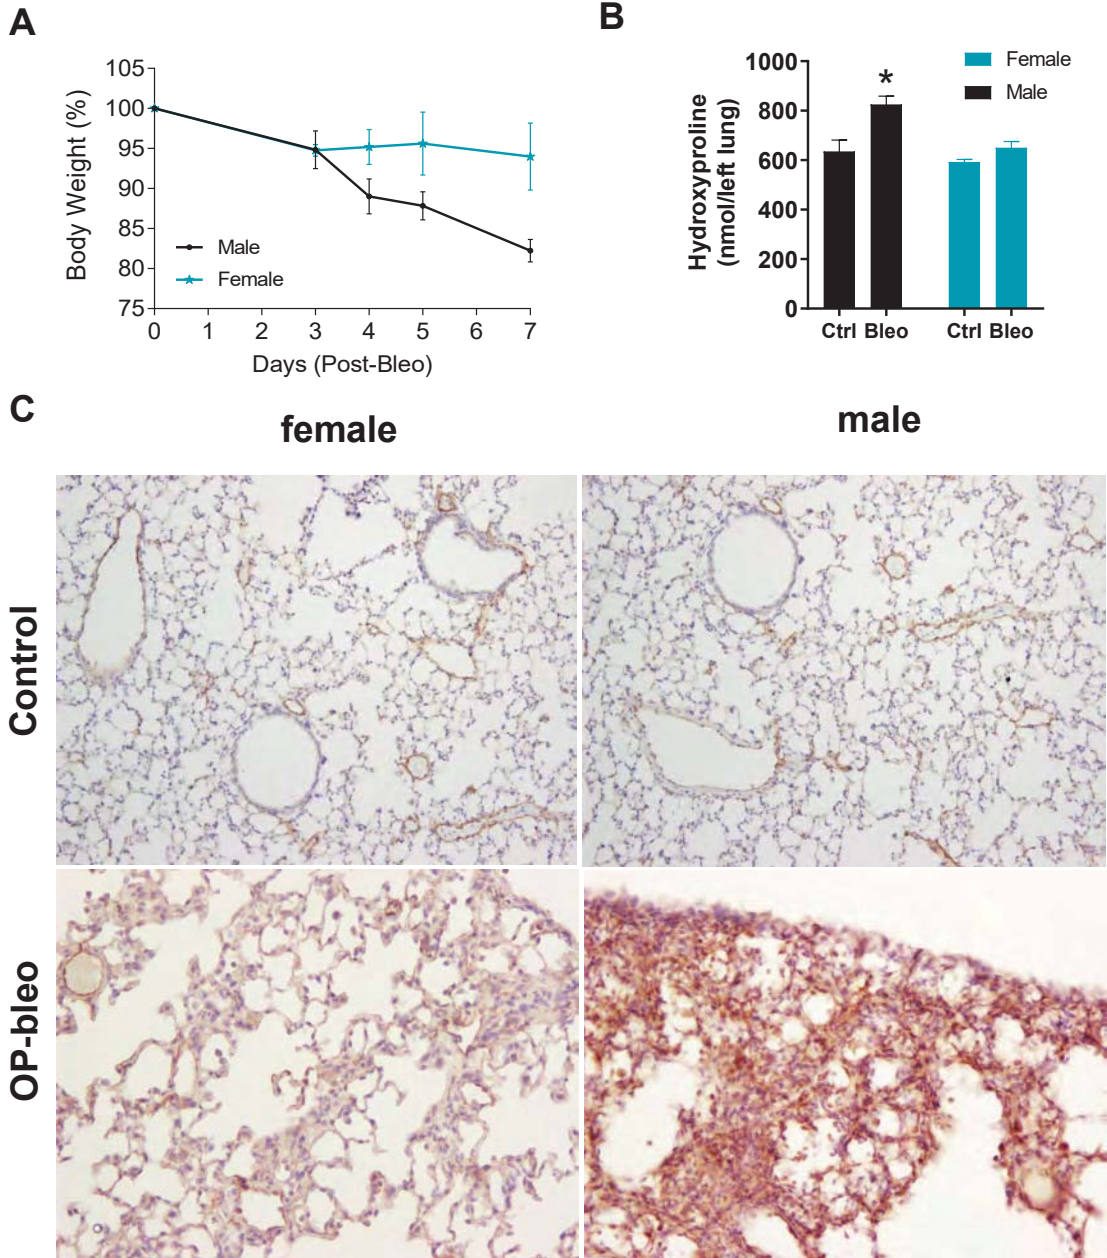 A
Body Weight (%)
105
100
95
90
85
80
75
Male
Female
0 1 2 3 4 5 6 7
Days (Post-Bleo)
B
Hydroxyproline
(nmol/left lung)
1000
800
600
400
200
0
*
Female
Male
Ctrl Bleo Ctrl Bleo
C
female male
Control
OP-bleo